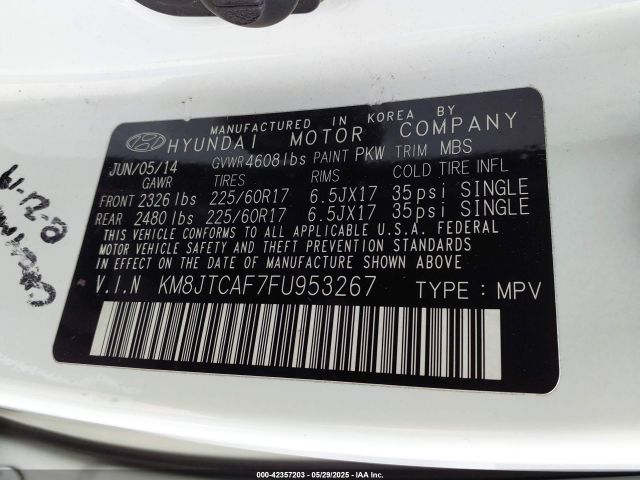 MANUFACTURED IN KOREA BY
HYUNDAI MOTOR COMPANY
JUN/05/14 GVWR 4608 lbs PAINT PKW TRIM MBS
GAWR TIRES RIMS COLD TIRE INFL
FRONT 2326 lbs 225/60R17 6.5JX17 35psi SINGLE
REAR 2480 lbs 225/60R17 6.5JX17 35psi SINGLE
THIS VEHICLE CONFORMS TO ALL APPLICABLE U.S.A. FEDERAL
MOTOR VEHICLE SAFETY AND THEFT PREVENTION STANDARDS
IN EFFECT ON THE DATE OF MANUFACTURE SHOWN ABOVE.
V.I.N KM8JTCAF7FU953267 TYPE : MPV
000-42357203 - 05/29/2025 - IAA, Inc.